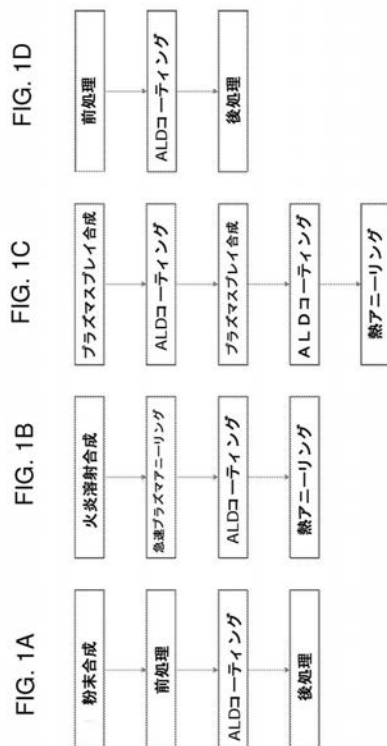 FIG. 1A
粉末合成
前処理
ALDコーティング
後処理
FIG. 1B
火炎溶射合成
急速プラズマアニーリング
ALDコーティング
熱アニーリング
FIG. 1C
プラズマスプレイ合成
ALDコーティング
プラズマスプレイ合成
ALDコーティング
熱アニーリング
FIG. 1D
前処理
ALDコーティング
後処理